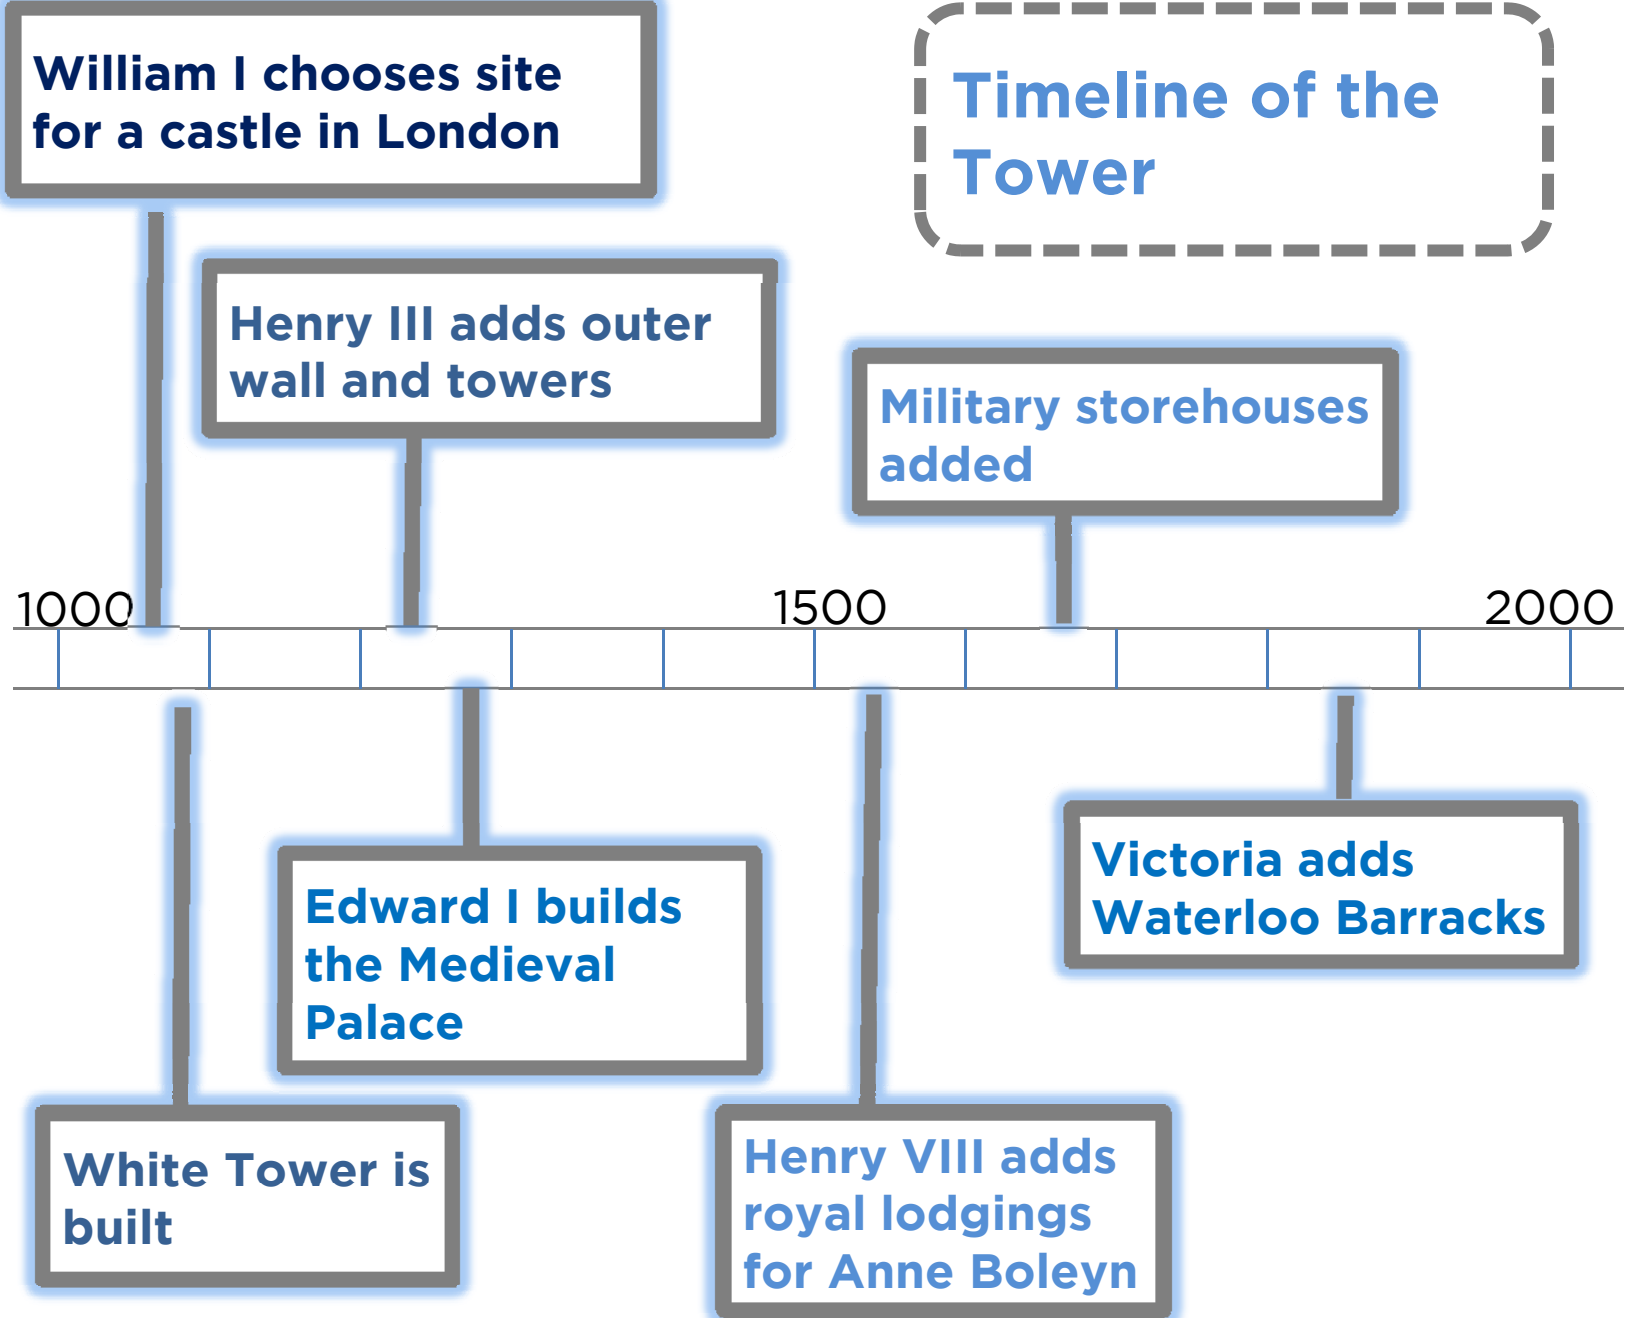 William I chooses site
for a castle in London
Timeline of the
Tower
Henry III adds outer
wall and towers
Military storehouses
added
1000
1500
2000
Edward I builds
the Medieval
Palace
Victoria adds
Waterloo Barracks
White Tower is
built
Henry VIII adds
royal lodgings
for Anne Boleyn